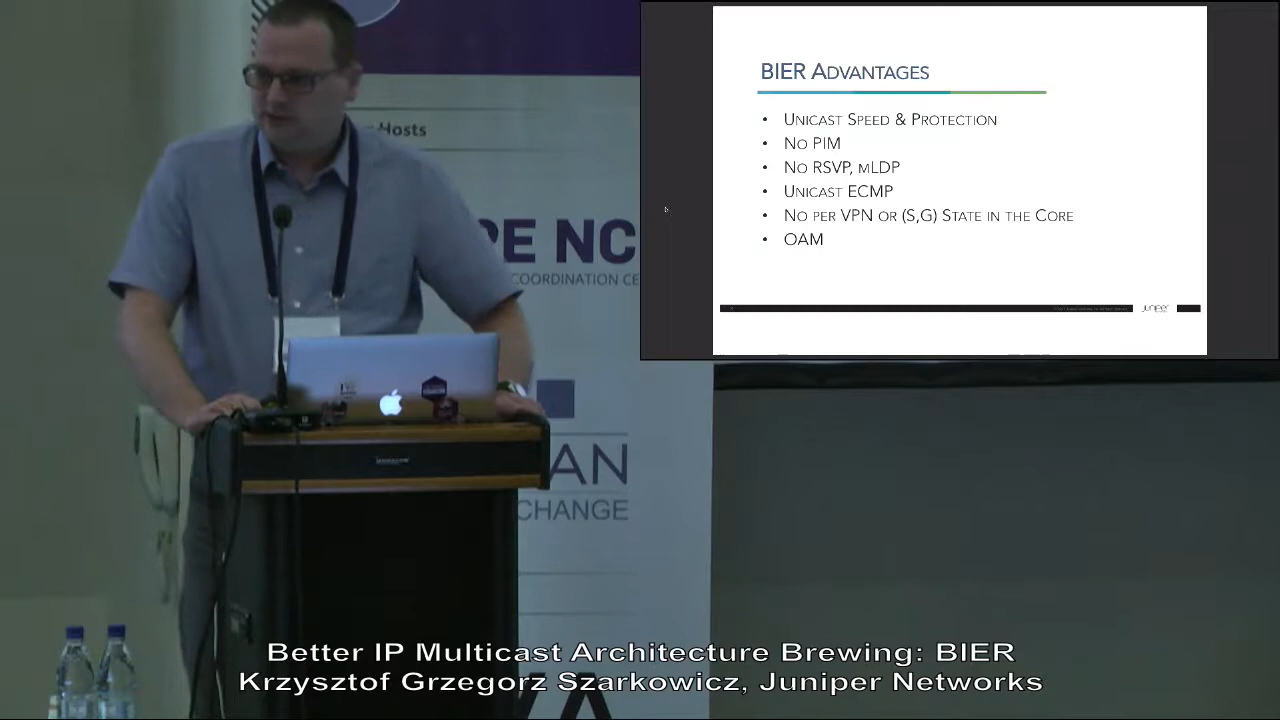 Hosts
PE NC
COORDINATION CE
AN
CHANGE
BIER ADVANTAGES
• UNICAST SPEED & PROTECTION
• NO PIM
• NO RSVP, MLDP
• UNICAST ECMP
• NO PER VPN OR (S,G) STATE IN THE CORE
• OAM
JUNIPER
Better IP Multicast Architecture Brewing: BIER
Krzysztof Grzegorz Szarkowicz, Juniper Networks